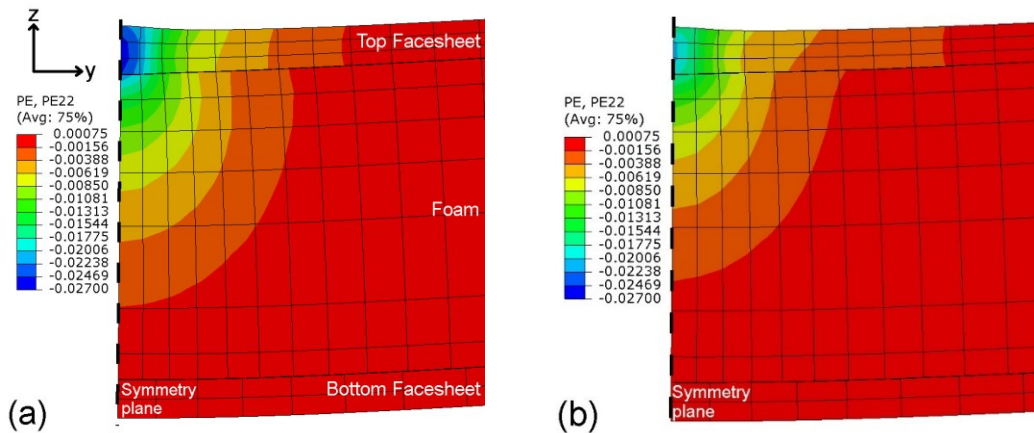 z
y
Top Facesheet
PE, PE22
(Avg: 75%)
0.00075
-0.00156
-0.00388
-0.00619
-0.00850
-0.01081
-0.01313
-0.01544
-0.01775
-0.02006
-0.02238
-0.02469
-0.02700
Foam
Symmetry
plane
Bottom Facesheet
(a)
PE, PE22
(Avg: 75%)
0.00075
-0.00156
-0.00388
-0.00619
-0.00850
-0.01081
-0.01313
-0.01544
-0.01775
-0.02006
-0.02238
-0.02469
-0.02700
Symmetry
plane
(b)